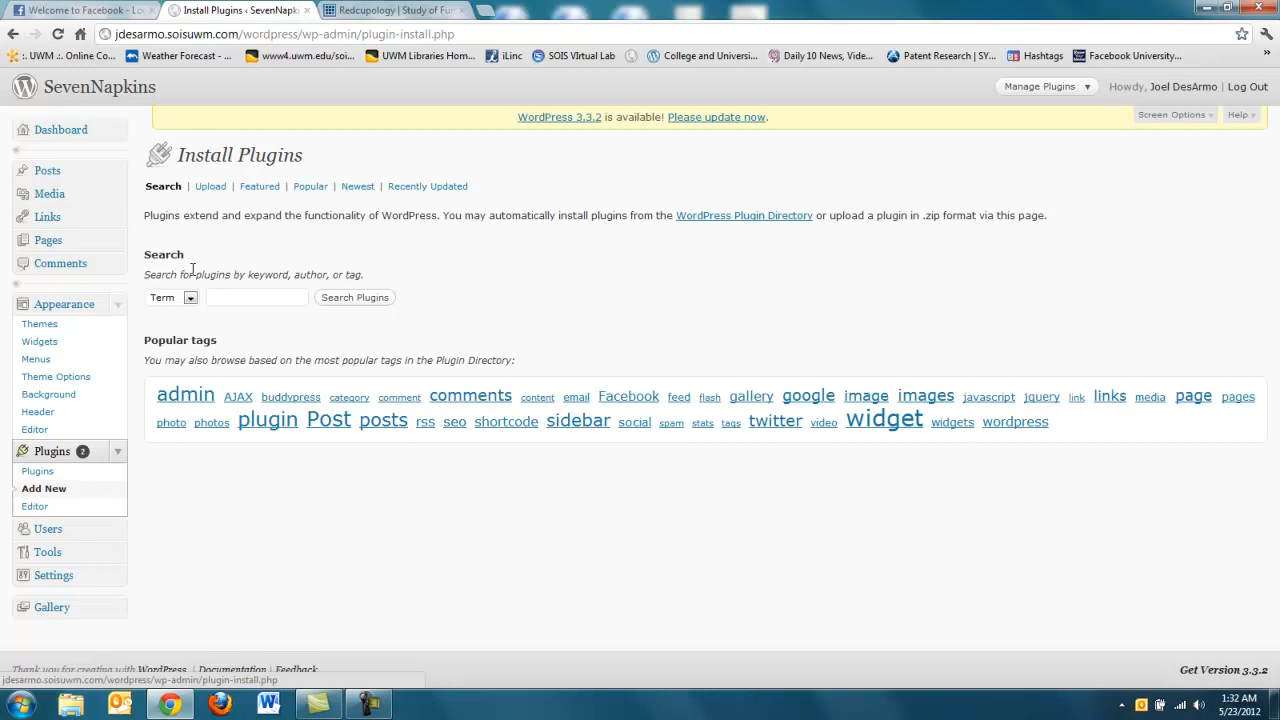 Welcome to Facebook - Lo
Install Plugins ‹ SevenNapki
Redcupology | Study of Fun
jdesarmo.soisuwm.com/wordpress/wp-admin/plugin-install.php
:. UWM :. Online Co...
Weather Forecast - ...
www4.uwm.edu/soi...
UWM Libraries Hom...
iLinc
SOIS VIrtual Lab
College and Universi...
Daily 10 News, Vide...
Patent Research | SY...
Hashtags
Facebook University...
»
SevenNapkins
Manage Plugins
Howdy, Joel DesArmo | Log Out
WordPress 3.3.2 is available! Please update now.
Screen Options
Help
Dashboard
Posts
Media
Links
Pages
Comments
Appearance
Themes
Widgets
Menus
Theme Options
Background
Header
Editor
Plugins 2
Plugins
Add New
Editor
Users
Tools
Settings
Gallery
Install Plugins
Search | Upload | Featured | Popular | Newest | Recently Updated
Plugins extend and expand the functionality of WordPress. You may automatically install plugins from the WordPress Plugin Directory or upload a plugin in .zip format via this page.
Search
Search for plugins by keyword, author, or tag.
Term
Search Plugins
Popular tags
You may also browse based on the most popular tags in the Plugin Directory:
admin AJAX buddypress category comment comments content email Facebook feed flash gallery google image images javascript jquery link links media page pages
photo photos plugin Post posts rss seo shortcode sidebar social spam stats tags twitter video widget widgets wordpress
Thank you for creating with WordPress. | Documentation | Feedback
Get Version 3.3.2
jdesarmo.soisuwm.com/wordpress/wp-admin/plugin-install.php
1:32 AM
5/23/2012